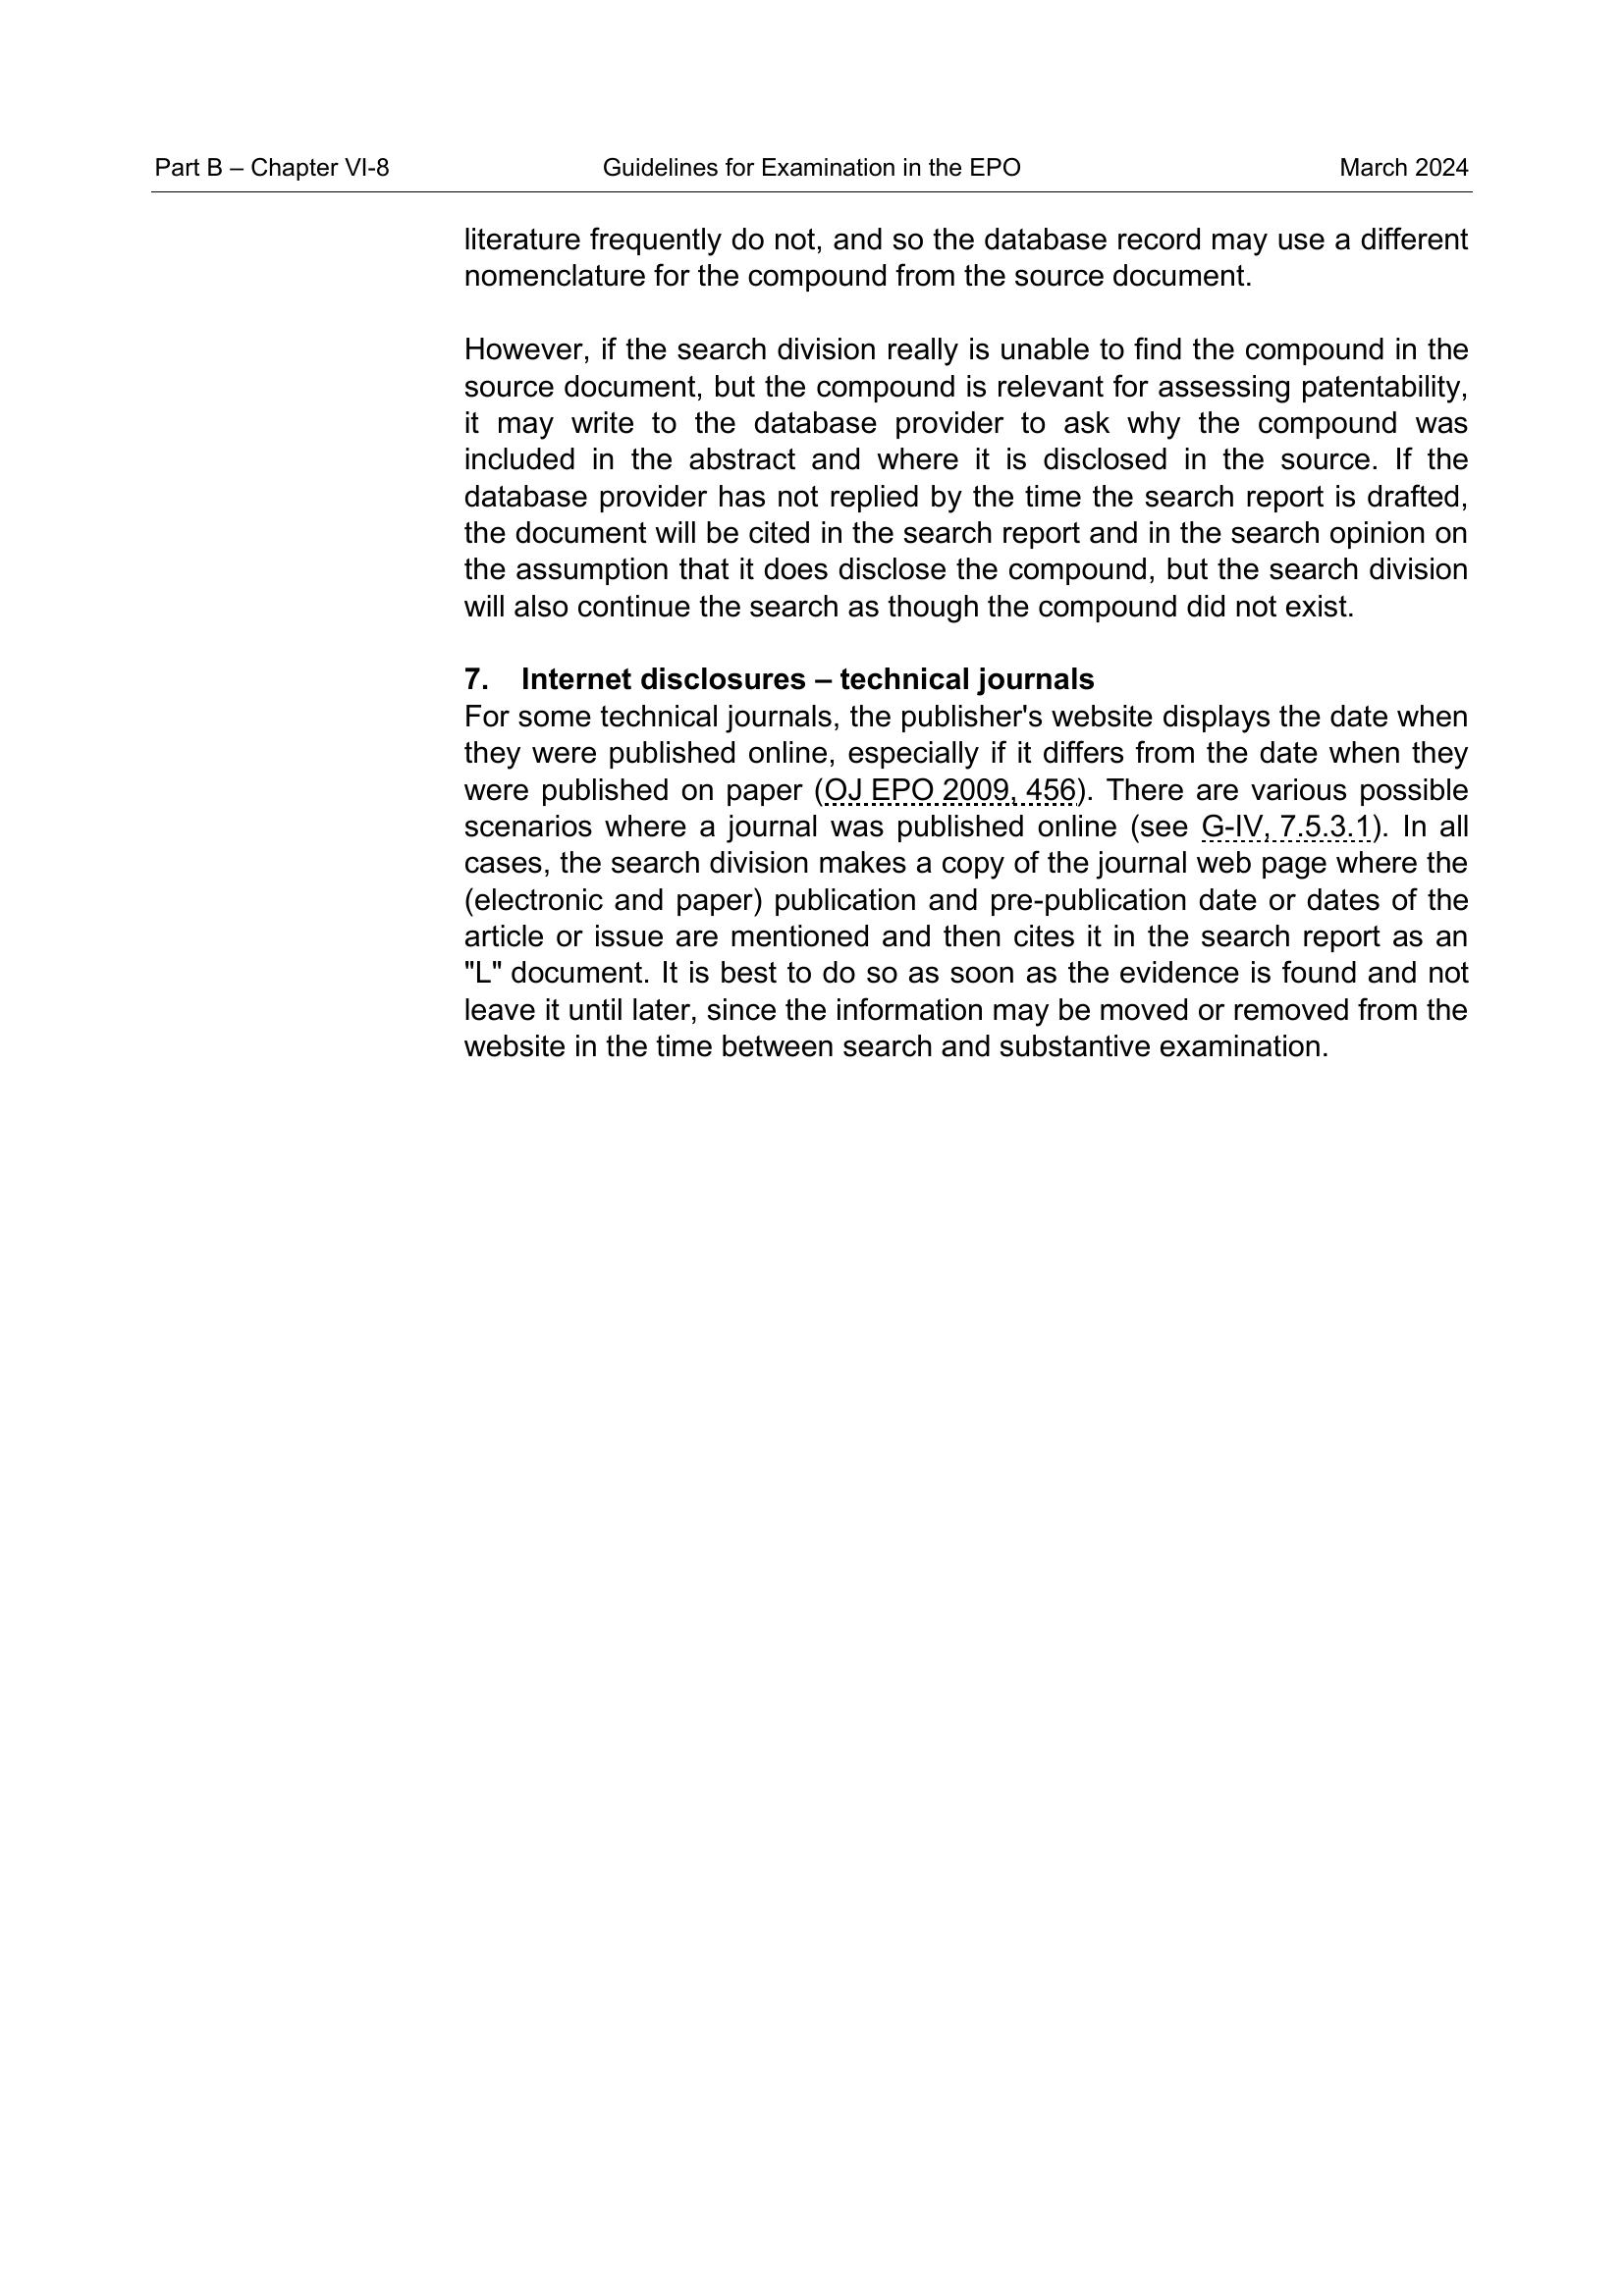 Part B – Chapter VI-8 Guidelines for Examination in the EPO March 2024
literature frequently do not, and so the database record may use a different
nomenclature for the compound from the source document.
However, if the search division really is unable to find the compound in the
source document, but the compound is relevant for assessing patentability,
it may write to the database provider to ask why the compound was
included in the abstract and where it is disclosed in the source. If the
database provider has not replied by the time the search report is drafted,
the document will be cited in the search report and in the search opinion on
the assumption that it does disclose the compound, but the search division
will also continue the search as though the compound did not exist.
7. Internet disclosures – technical journals
For some technical journals, the publisher's website displays the date when
they were published online, especially if it differs from the date when they
were published on paper (OJ EPO 2009, 456). There are various possible
scenarios where a journal was published online (see G-IV, 7.5.3.1). In all
cases, the search division makes a copy of the journal web page where the
(electronic and paper) publication and pre-publication date or dates of the
article or issue are mentioned and then cites it in the search report as an
"L" document. It is best to do so as soon as the evidence is found and not
leave it until later, since the information may be moved or removed from the
website in the time between search and substantive examination.